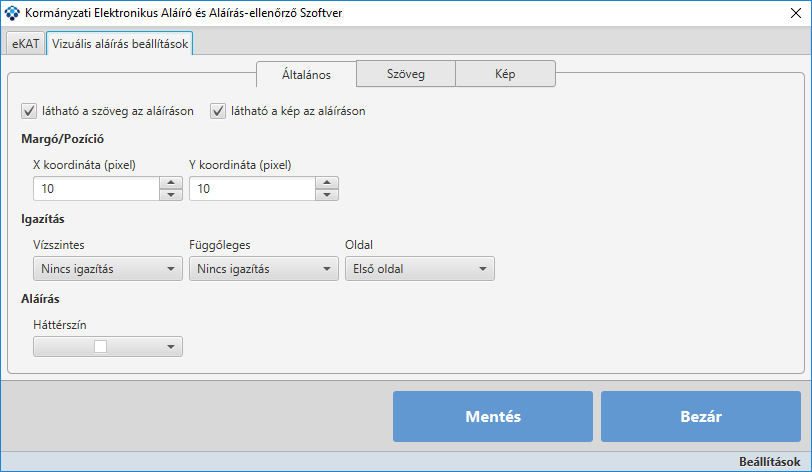 Kormányzati Elektronikus Aláíró és Aláírás-ellenőrző Szoftver
eKAT Vizuális aláírás beállítások
Általános Szöveg Kép
látható a szöveg az aláíráson látható a kép az aláíráson
Margó/Pozíció
X koordináta (pixel) Y koordináta (pixel)
10 10
Igazítás
Vízszintes Függőleges Oldal
Nincs igazítás Nincs igazítás Első oldal
Aláírás
Háttérszín
Mentés Bezár
Beállítások